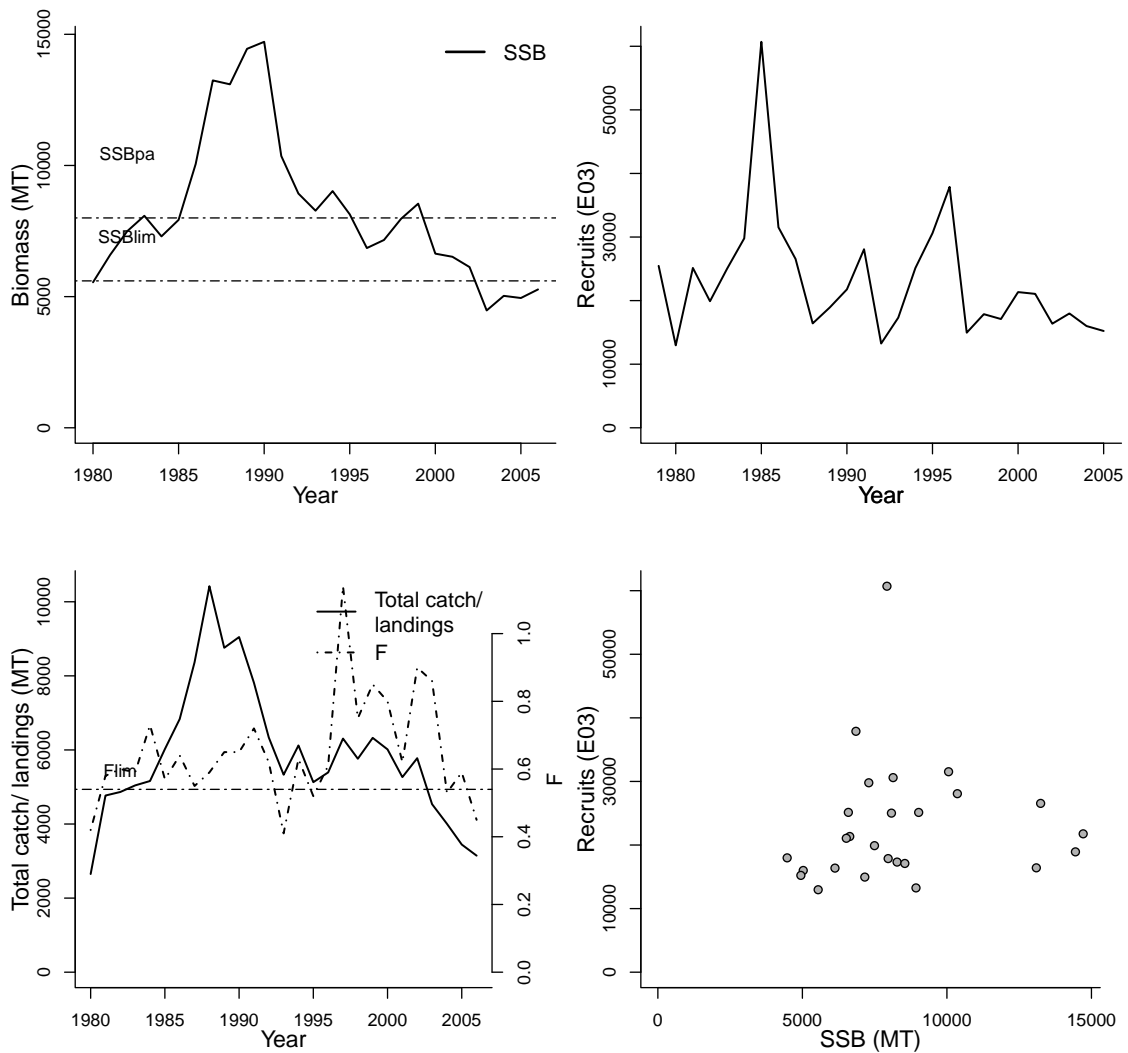 SSB
SSBpa
SSBlim
Biomass (MT)
0 5000 10000 15000
1980 1985 1990 1995 2000 2005
Year
Recruits (E03)
0 10000 30000 50000
1980 1985 1990 1995 2000 2005
Year
Total catch/
landings
F
Flim
Total catch/ landings (MT)
0 2000 4000 6000 8000 10000
0.0 0.2 0.4 0.6 0.8 1.0
F
1980 1985 1990 1995 2000 2005
Year
Recruits (E03)
0 10000 30000 50000
0 5000 10000 15000
SSB (MT)